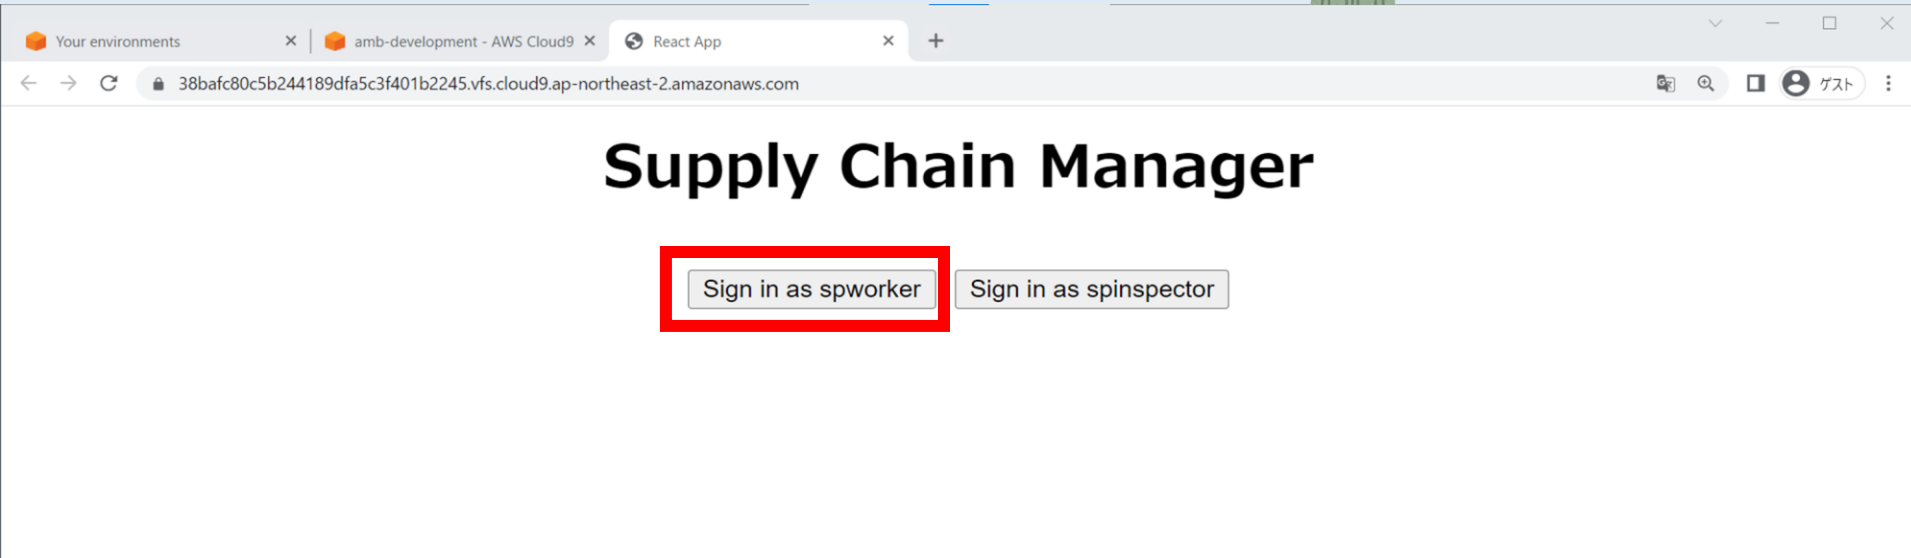 Your environments
amb-development - AWS Cloud9
React App
38bafc80c5b244189dfa5c3f401b2245.vfs.cloud9.ap-northeast-2.amazonaws.com
ゲスト
Supply Chain Manager
Sign in as spworker
Sign in as spinspector